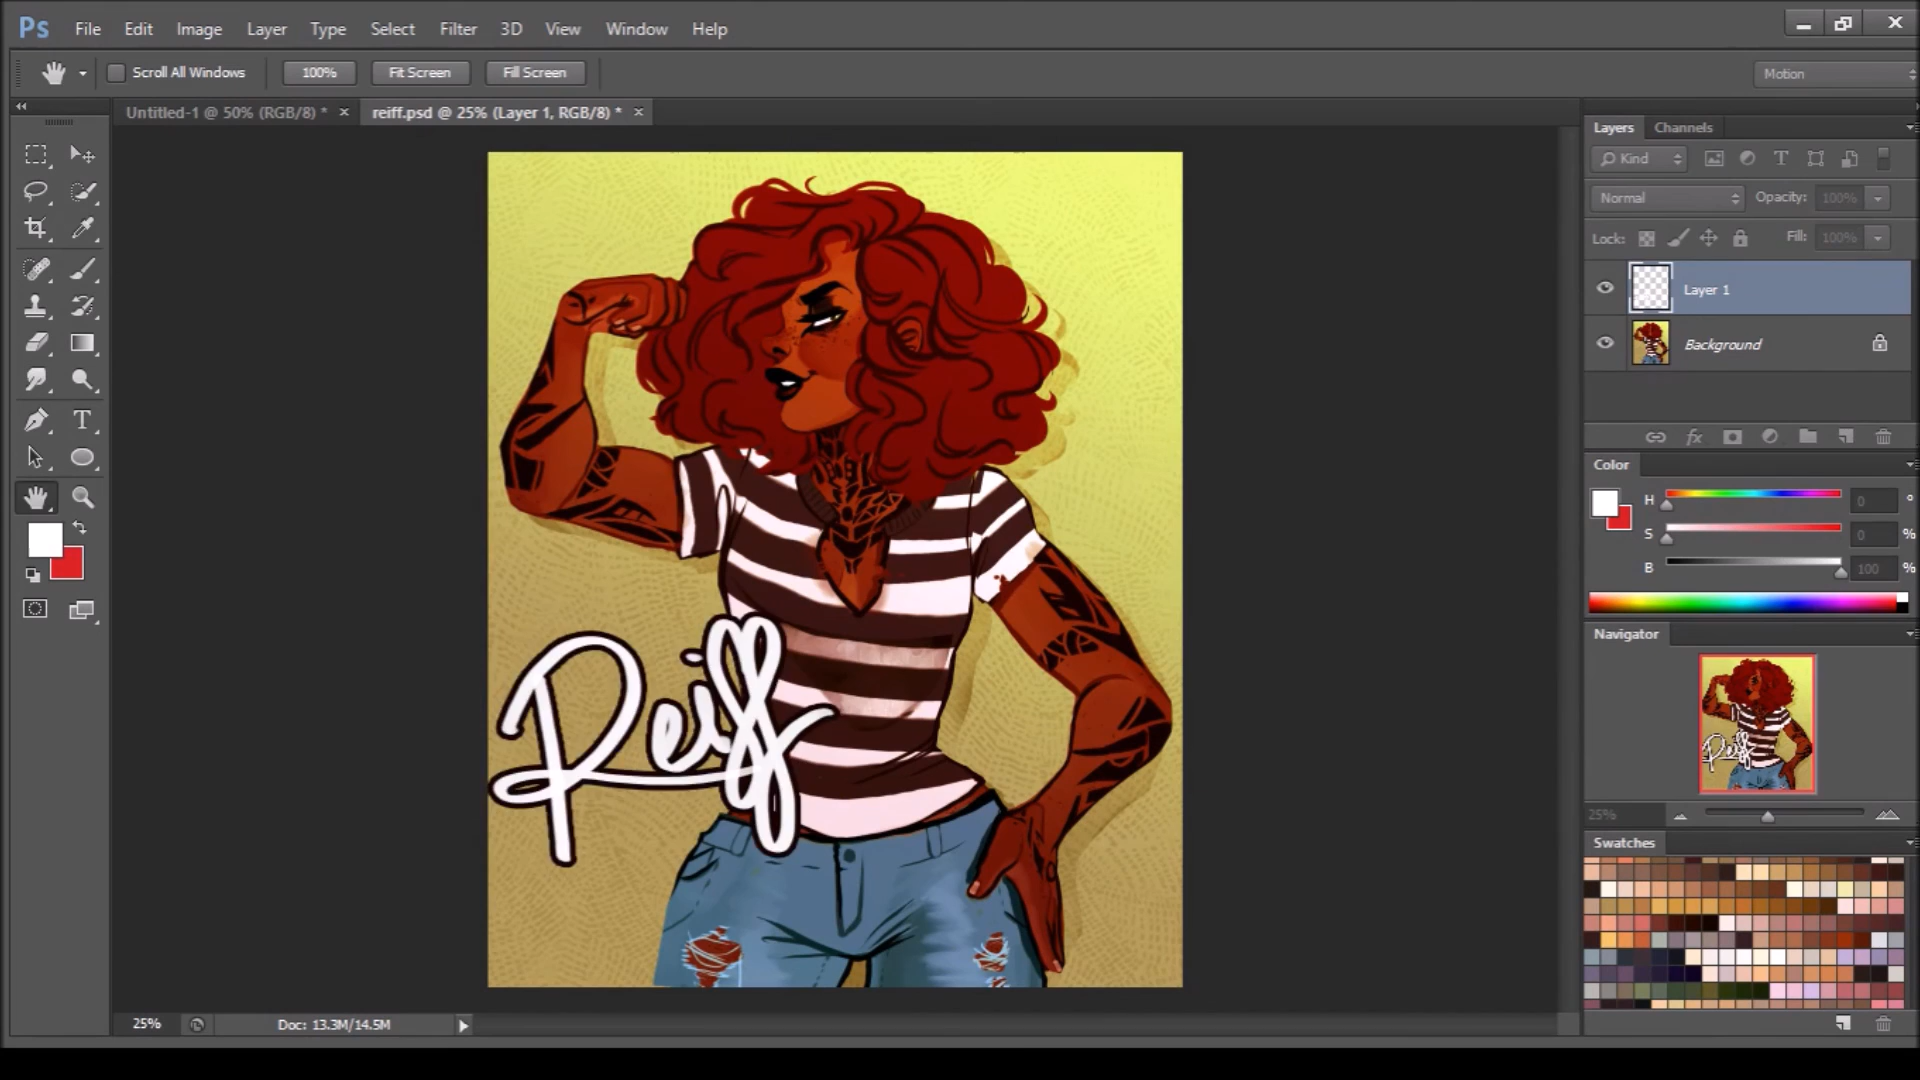 Ps File Edit Image Layer Type Select Filter 3D View Window Help
Scroll All Windows 100% Fit Screen Fill Screen Motion
Untitled-1 @ 50% (RGB/8) * × reiff.psd @ 25% (Layer 1, RGB/8) * ×
Layers Channels
Kind
Normal Opacity: 100%
Lock: Fill: 100%
Layer 1
Background
fx
Color
H 0 °
S 0 %
B 100 %
Navigator
25%
Swatches
Reiff
25% Doc: 13.3M/14.5M